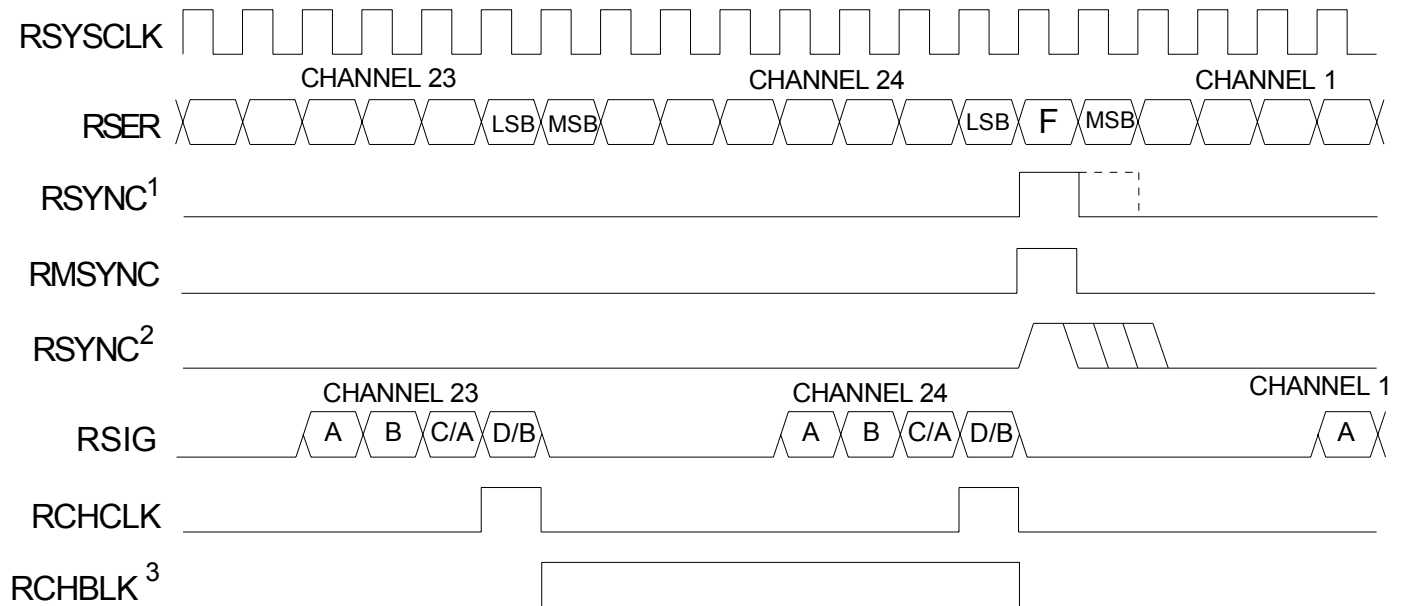 RSYSCLK
CHANNEL 23 CHANNEL 24 CHANNEL 1
RSER LSB MSB LSB F MSB
RSYNC1
RMSYNC
RSYNC2
CHANNEL 23 CHANNEL 24 CHANNEL 1
RSIG A B C/A D/B A B C/A D/B A
RCHCLK
RCHBLK 3